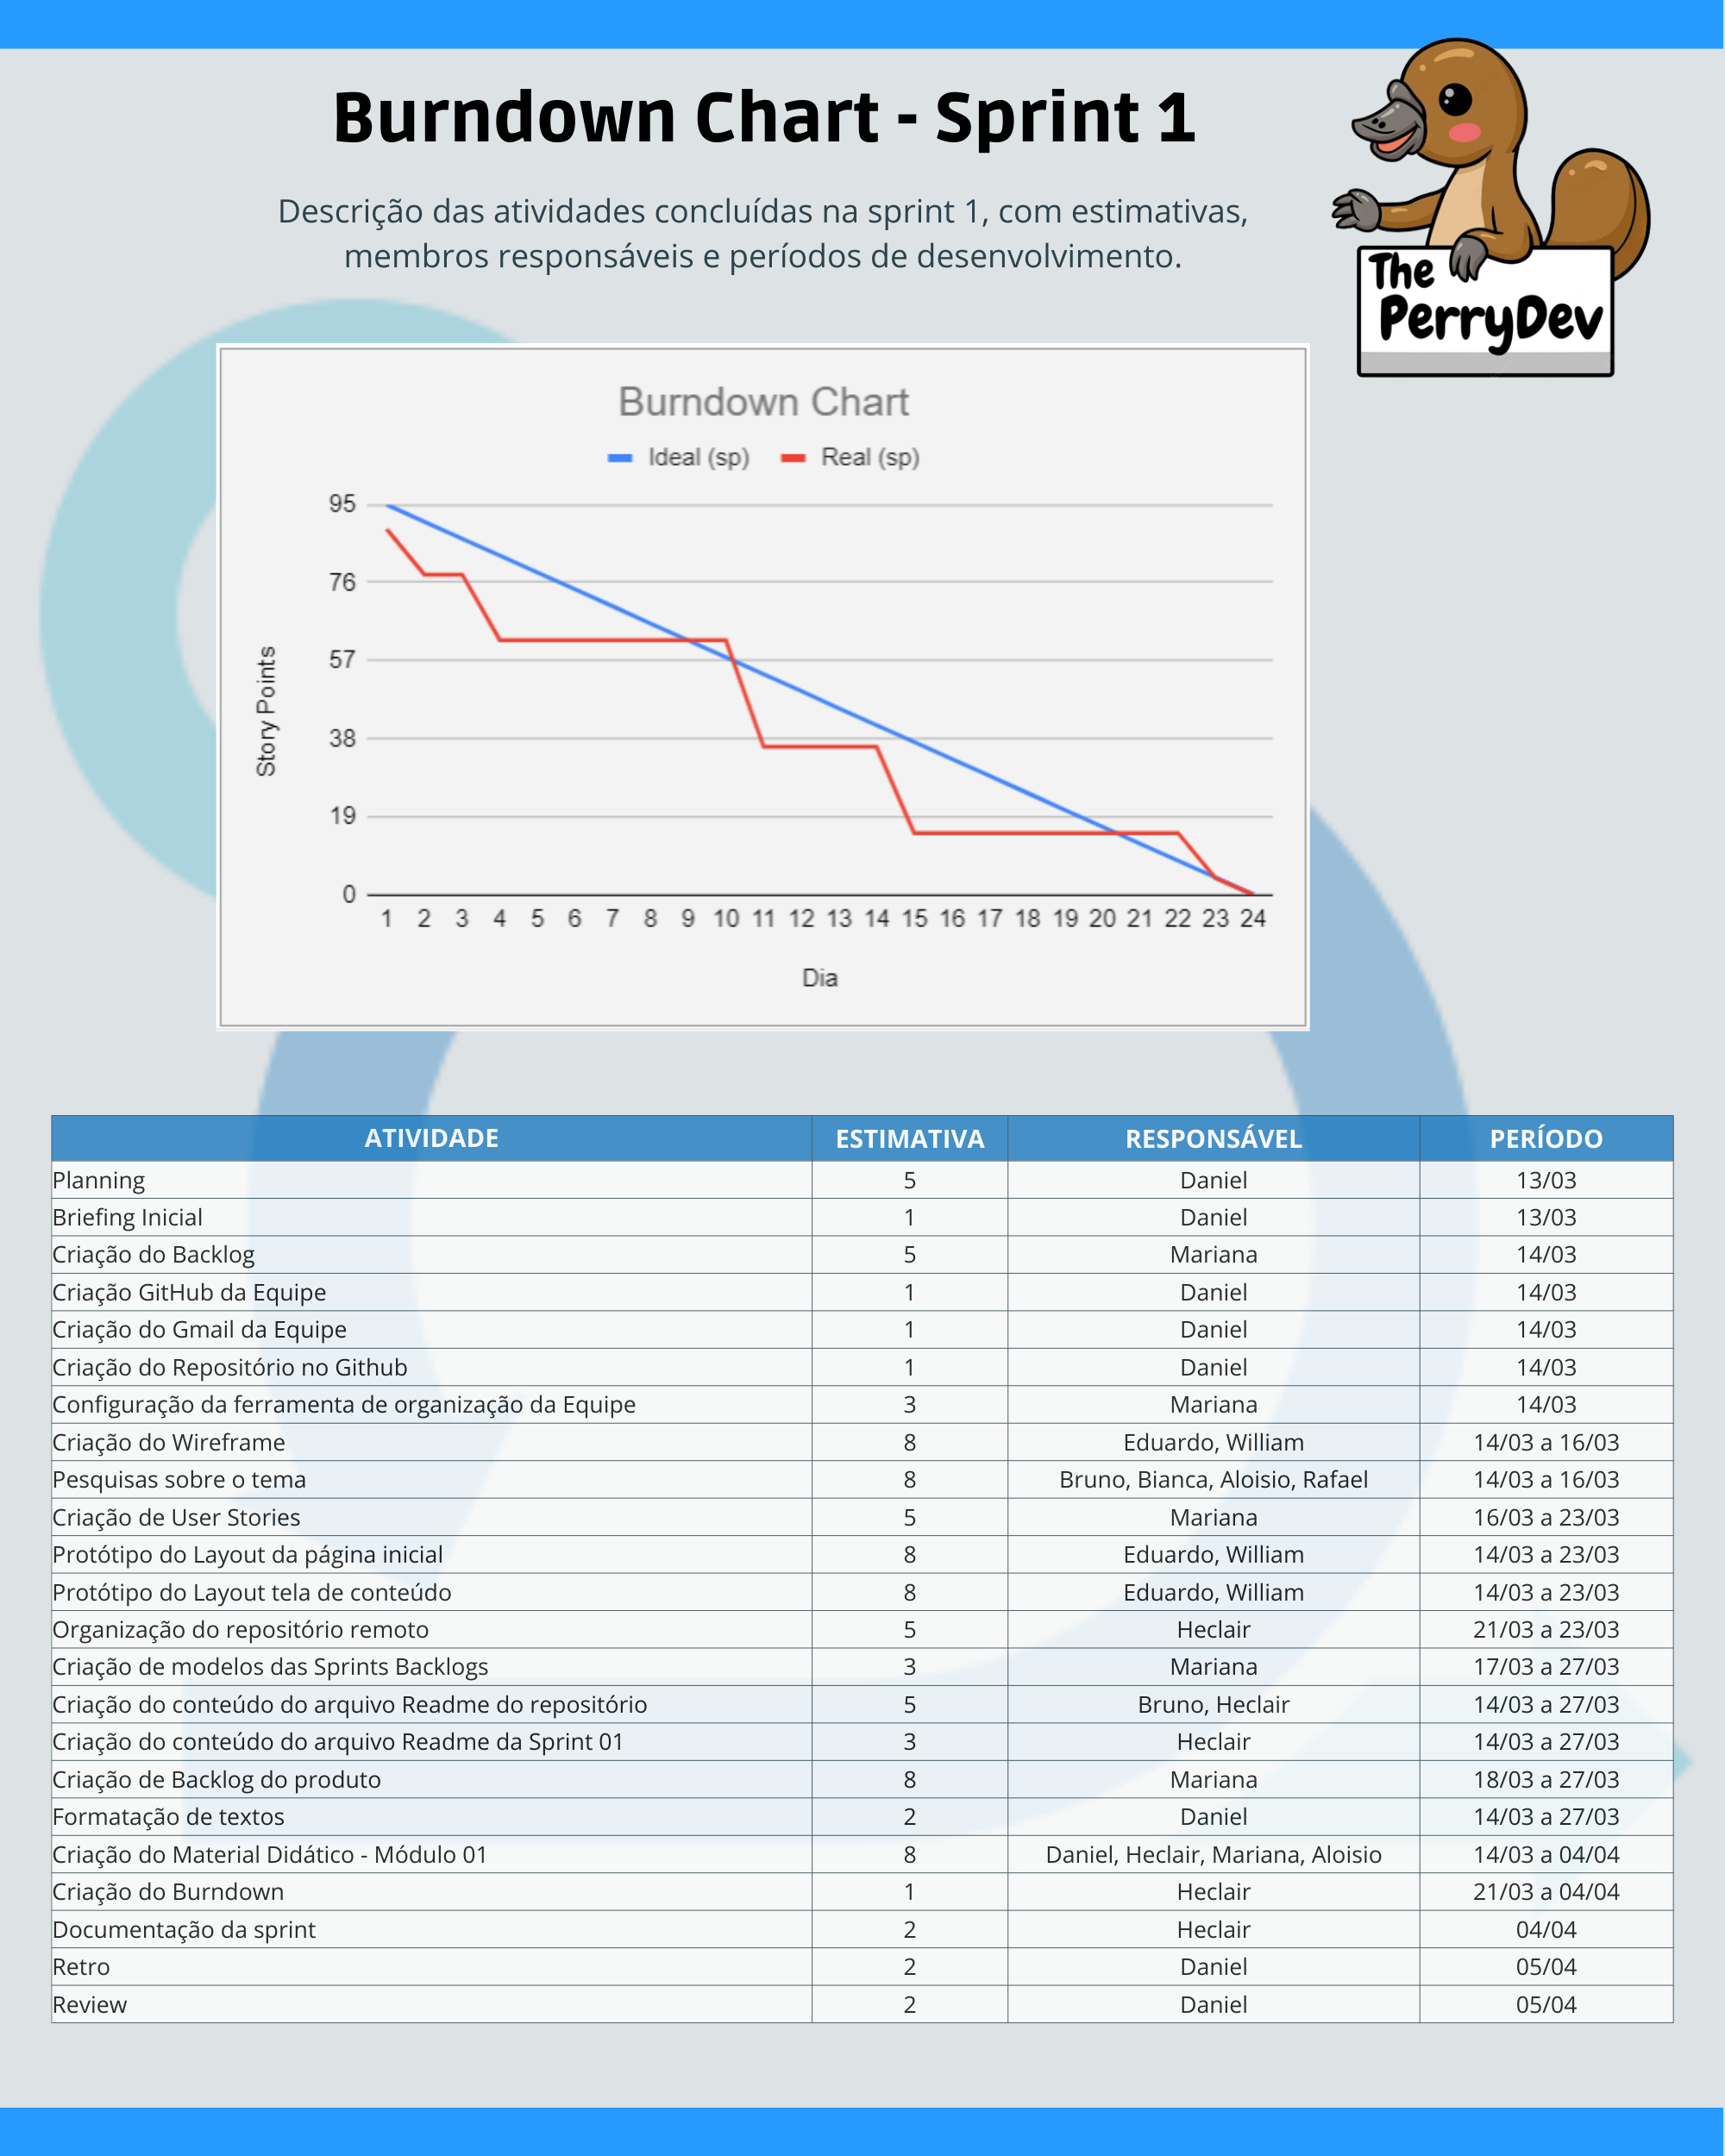 Burndown Chart - Sprint 1
Descrição das atividades concluídas na sprint 1, com estimativas,
membros responsáveis e períodos de desenvolvimento.
The
PerryDev
Burndown Chart
Ideal (sp) Real (sp)
95
76
57
38
19
0
Story Points
1 2 3 4 5 6 7 8 9 10 11 12 13 14 15 16 17 18 19 20 21 22 23 24
Dia
ATIVIDADE ESTIMATIVA RESPONSÁVEL PERÍODO
Planning 5 Daniel 13/03
Briefing Inicial 1 Daniel 13/03
Criação do Backlog 5 Mariana 14/03
Criação GitHub da Equipe 1 Daniel 14/03
Criação do Gmail da Equipe 1 Daniel 14/03
Criação do Repositório no Github 1 Daniel 14/03
Configuração da ferramenta de organização da Equipe 3 Mariana 14/03
Criação do Wireframe 8 Eduardo, William 14/03 a 16/03
Pesquisas sobre o tema 8 Bruno, Bianca, Aloisio, Rafael 14/03 a 16/03
Criação de User Stories 5 Mariana 16/03 a 23/03
Protótipo do Layout da página inicial 8 Eduardo, William 14/03 a 23/03
Protótipo do Layout tela de conteúdo 8 Eduardo, William 14/03 a 23/03
Organização do repositório remoto 5 Heclair 21/03 a 23/03
Criação de modelos das Sprints Backlogs 3 Mariana 17/03 a 27/03
Criação do conteúdo do arquivo Readme do repositório 5 Bruno, Heclair 14/03 a 27/03
Criação do conteúdo do arquivo Readme da Sprint 01 3 Heclair 14/03 a 27/03
Criação de Backlog do produto 8 Mariana 18/03 a 27/03
Formatação de textos 2 Daniel 14/03 a 27/03
Criação do Material Didático - Módulo 01 8 Daniel, Heclair, Mariana, Aloisio 14/03 a 04/04
Criação do Burndown 1 Heclair 21/03 a 04/04
Documentação da sprint 2 Heclair 04/04
Retro 2 Daniel 05/04
Review 2 Daniel 05/04